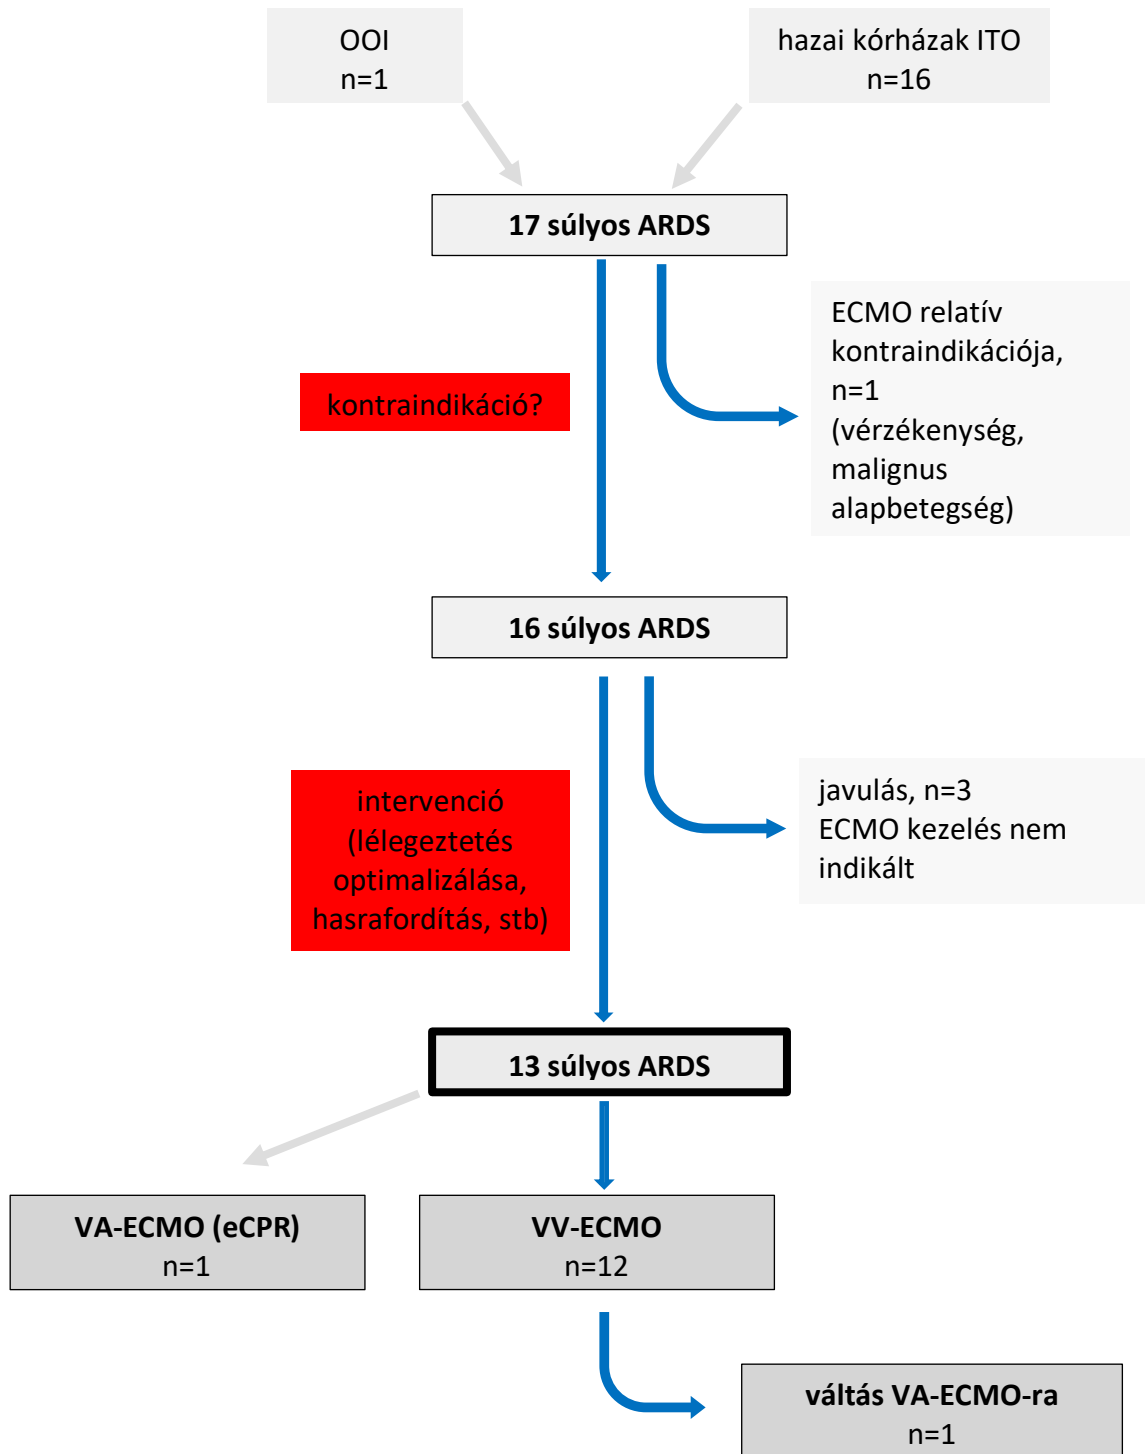 OOI
n=1
hazai kórházak ITO
n=16
17 súlyos ARDS
ECMO relatív
kontraindikációja,
n=1
(vérzékenység,
malignus
alapbetegség)
kontraindikáció?
16 súlyos ARDS
intervenció
(lélegeztetés
optimalizálása,
hasrafordítás, stb)
javulás, n=3
ECMO kezelés nem
indikált
13 súlyos ARDS
VA-ECMO (eCPR)
n=1
VV-ECMO
n=12
váltás VA-ECMO-ra
n=1